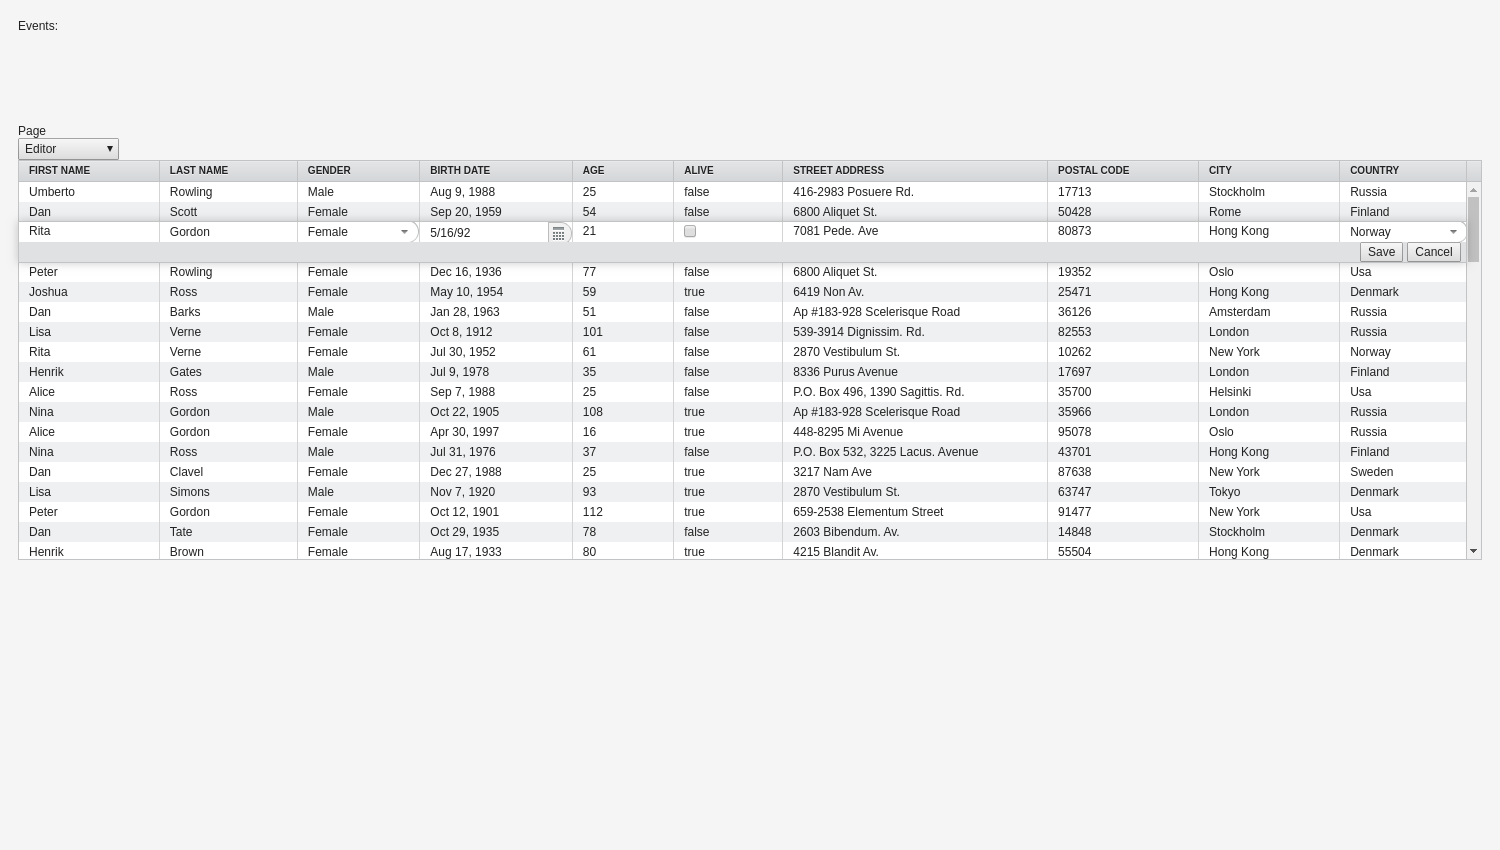 Events:
Page
Editor
FIRST NAME LAST NAME GENDER BIRTH DATE AGE ALIVE STREET ADDRESS POSTAL CODE CITY COUNTRY
Umberto Rowling Male Aug 9, 1988 25 false 416-2983 Posuere Rd. 17713 Stockholm Russia
Dan Scott Female Sep 20, 1959 54 false 6800 Aliquet St. 50428 Rome Finland
Rita Gordon Female 5/16/92 21 7081 Pede. Ave 80873 Hong Kong Norway
Save Cancel
Peter Rowling Female Dec 16, 1936 77 false 6800 Aliquet St. 19352 Oslo Usa
Joshua Ross Female May 10, 1954 59 true 6419 Non Av. 25471 Hong Kong Denmark
Dan Barks Male Jan 28, 1963 51 false Ap #183-928 Scelerisque Road 36126 Amsterdam Russia
Lisa Verne Female Oct 8, 1912 101 false 539-3914 Dignissim. Rd. 82553 London Russia
Rita Verne Female Jul 30, 1952 61 false 2870 Vestibulum St. 10262 New York Norway
Henrik Gates Male Jul 9, 1978 35 false 8336 Purus Avenue 17697 London Finland
Alice Ross Female Sep 7, 1988 25 false P.O. Box 496, 1390 Sagittis. Rd. 35700 Helsinki Usa
Nina Gordon Male Oct 22, 1905 108 true Ap #183-928 Scelerisque Road 35966 London Russia
Alice Gordon Female Apr 30, 1997 16 true 448-8295 Mi Avenue 95078 Oslo Russia
Nina Ross Male Jul 31, 1976 37 false P.O. Box 532, 3225 Lacus. Avenue 43701 Hong Kong Finland
Dan Clavel Female Dec 27, 1988 25 true 3217 Nam Ave 87638 New York Sweden
Lisa Simons Male Nov 7, 1920 93 true 2870 Vestibulum St. 63747 Tokyo Denmark
Peter Gordon Female Oct 12, 1901 112 true 659-2538 Elementum Street 91477 New York Usa
Dan Tate Female Oct 29, 1935 78 false 2603 Bibendum. Av. 14848 Stockholm Denmark
Henrik Brown Female Aug 17, 1933 80 true 4215 Blandit Av. 55504 Hong Kong Denmark